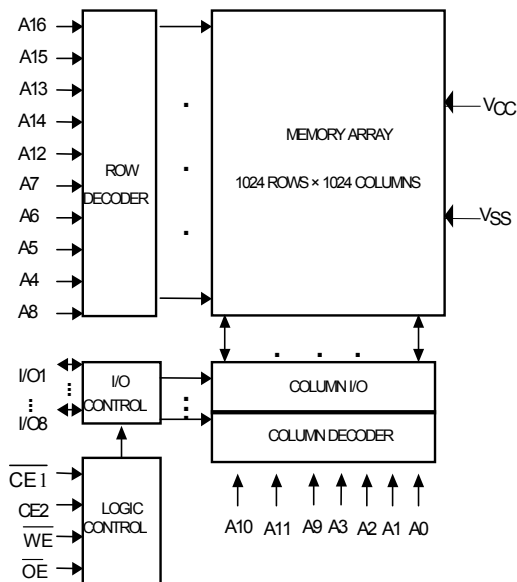 A16
A15
A13
A14
A12
A7
A6
A5
A4
A8
ROW
DECODER
MEMORY ARRAY
1024 ROWS × 1024 COLUMNS
VCC
VSS
I/O1
I/O8
I/O
CONTROL
COLUMN I/O
COLUMN DECODER
CE1
CE2
WE
OE
LOGIC
CONTROL
A10 A11 A9 A3 A2 A1 A0